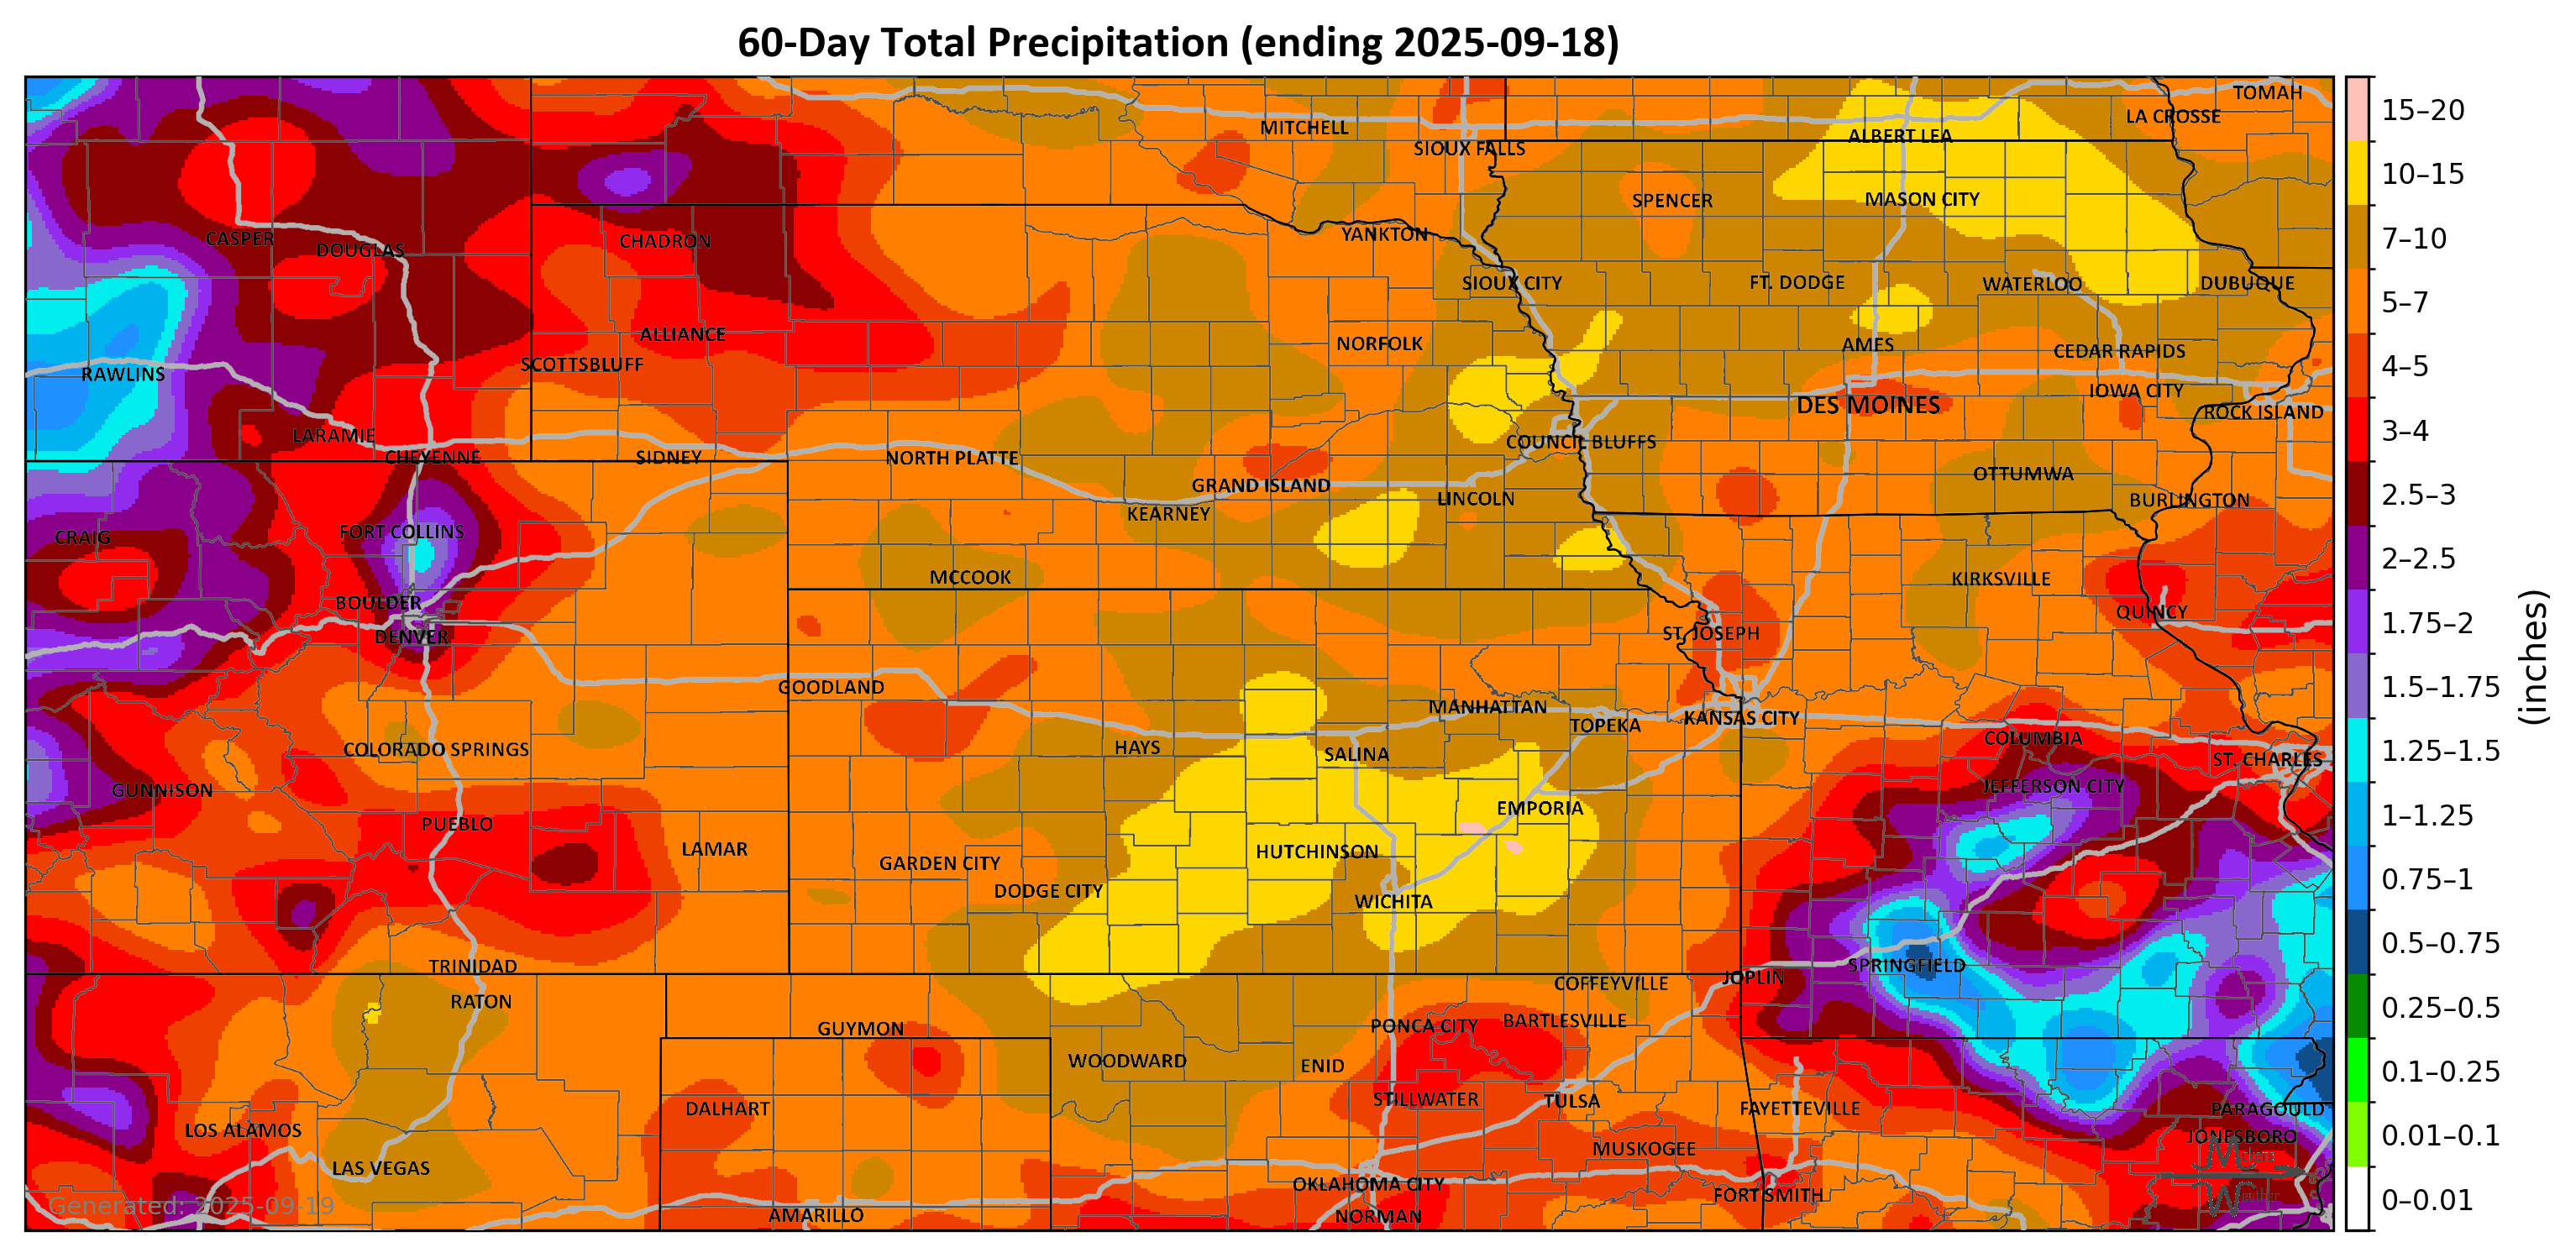 60-Day Total Precipitation (ending 2025-09-18)
TOMAH
LA CROSSE
MITCHELL
ALBERT LEA
SIOUX FALLS
SPENCER
MASON CITY
CASPER
DOUGLAS
CHADRON
YANKTON
SIOUX CITY
FT. DODGE
WATERLOO
DUBUQUE
ALLIANCE
NORFOLK
AMES
CEDAR RAPIDS
SCOTTSBLUFF
RAWLINS
IOWA CITY
DES MOINES
ROCK ISLAND
LARAMIE
COUNCIL BLUFFS
CHEYENNE
SIDNEY
NORTH PLATTE
OTTUMWA
GRAND ISLAND
LINCOLN
BURLINGTON
KEARNEY
FORT COLLINS
CRAIG
MCCOOK
KIRKSVILLE
BOULDER
QUINCY
DENVER
ST. JOSEPH
GOODLAND
MANHATTAN
KANSAS CITY
TOPEKA
COLORADO SPRINGS
HAYS
SALINA
COLUMBIA
ST. CHARLES
GUNNISON
JEFFERSON CITY
EMPORIA
PUEBLO
LAMAR
HUTCHINSON
GARDEN CITY
DODGE CITY
WICHITA
TRINIDAD
SPRINGFIELD
JOPLIN
COFFEYVILLE
RATON
GUYMON
PONCA CITY
BARTLESVILLE
WOODWARD
ENID
STILLWATER
TULSA
DALHART
FAYETTEVILLE
PARAGOULD
LOS ALAMOS
JONESBORO
MUSKOGEE
LAS VEGAS
OKLAHOMA CITY
FORT SMITH
AMARILLO
NORMAN
Generated: 2025-09-19
15–20
10–15
7–10
5–7
4–5
3–4
2.5–3
2–2.5
1.75–2
1.5–1.75
1.25–1.5
1–1.25
0.75–1
0.5–0.75
0.25–0.5
0.1–0.25
0.01–0.1
0–0.01
(inches)